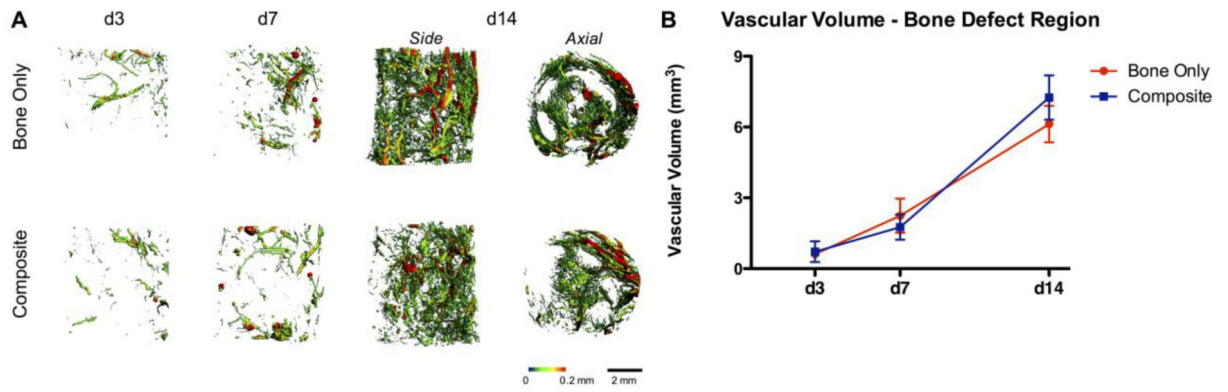 A
d3
d7
d14
Side
Axial
Bone Only
Composite
0
0.2 mm
2 mm
B
Vascular Volume - Bone Defect Region
Vascular Volume (mm³)
9
6
3
0
d3
d7
d14
Bone Only
Composite